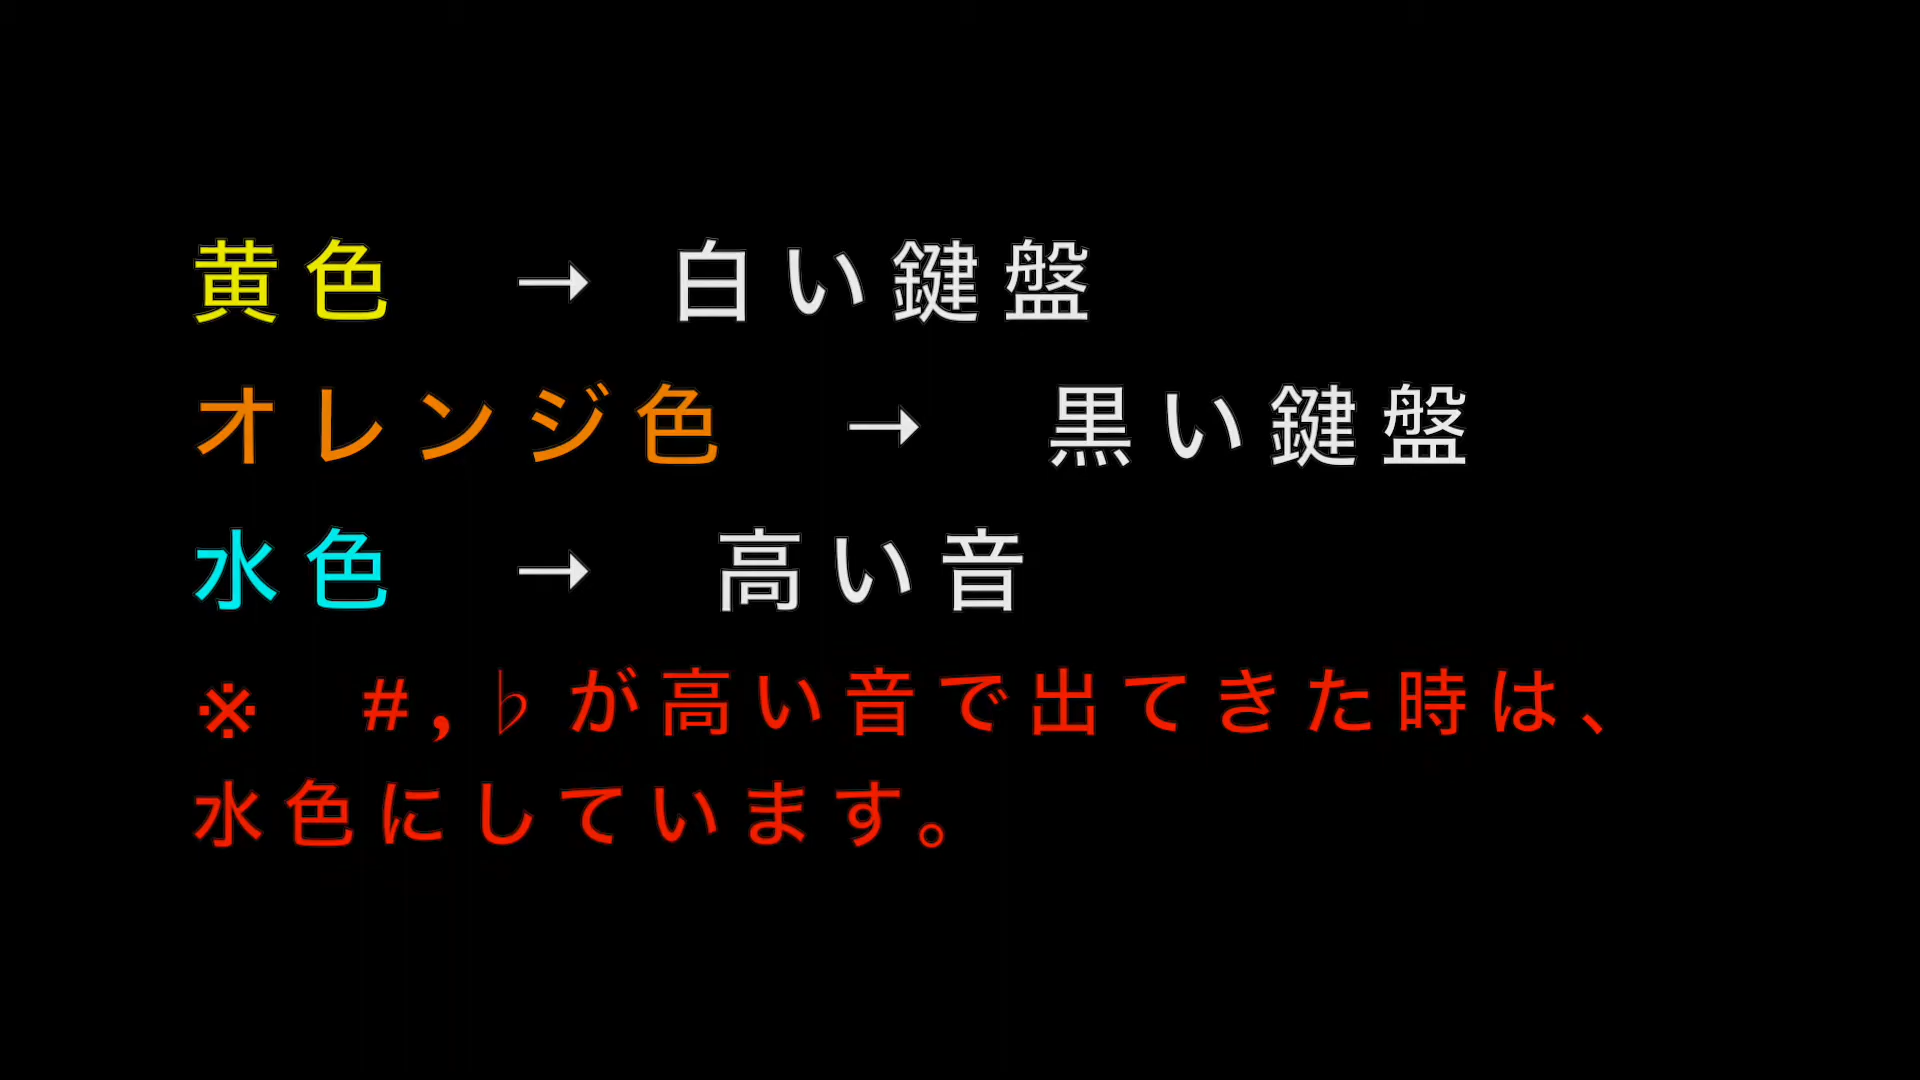 黄色　→ 白い鍵盤
オレンジ色　→　黒い鍵盤
水色　→　高い音
※　#,♭が高い音で出てきた時は、
水色にしています。